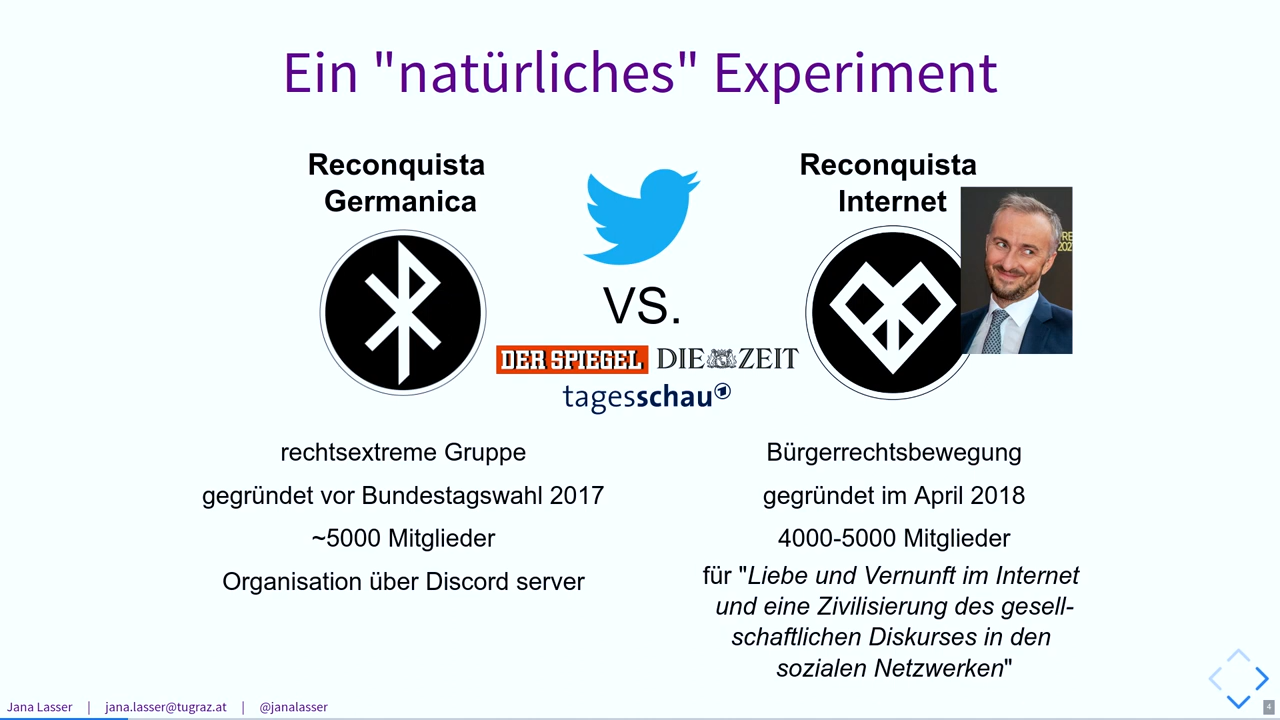 Ein "natürliches" Experiment
Reconquista
Germanica
rechtsextreme Gruppe
gegründet vor Bundestagswahl 2017
~5000 Mitglieder
Organisation über Discord server
VS.
DER SPIEGEL
DIE ZEIT
tagesschau
Reconquista
Internet
Bürgerrechtsbewegung
gegründet im April 2018
4000-5000 Mitglieder
für "Liebe und Vernunft im Internet
und eine Zivilisierung des gesell-
schaftlichen Diskurses in den
sozialen Netzwerken"
Jana Lasser | jana.lasser@tugraz.at | @janalasser
4